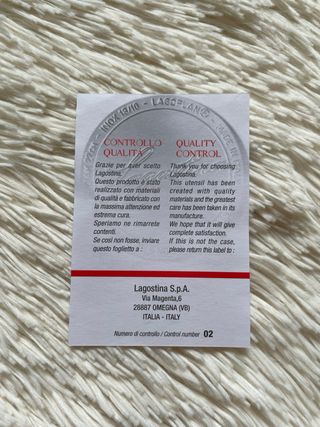 INOX 18/10 - LAGOPLAN®
CONTROLLO
QUALITÀ
Grazie per aver scelto
Lagostina.
Questo prodotto è stato
realizzato con materiali
di qualità e fabbricato con
la massima attenzione ed
estrema cura.
Speriamo ne rimarrete
contenti.
Se così non fosse, inviare
questo foglietto a :
QUALITY
CONTROL
Thank you for choosing
Lagostina.
This utensil has been
created with quality
materials and the greatest
care has been taken in its
manufacture.
We hope that it will give
complete satisfaction.
If this is not the case,
please return this label to :
Lagostina S.p.A.
Via Magenta,6
28887 OMEGNA (VB)
ITALIA - ITALY
Numero di controllo / Control number 02